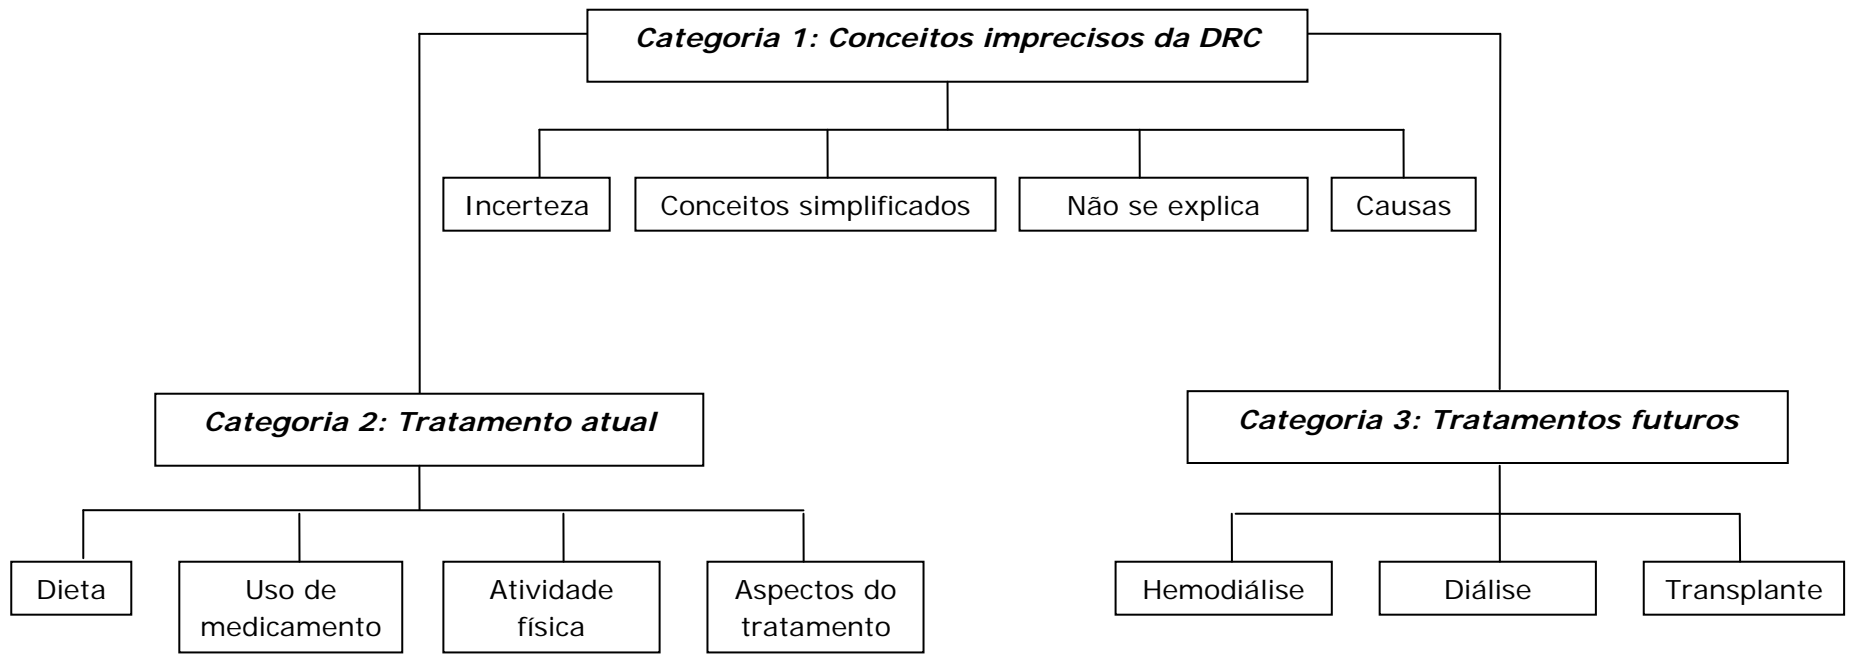 Categoria 1: Conceitos imprecisos da DRC
Incerteza
Conceitos simplificados
Não se explica
Causas
Categoria 2: Tratamento atual
Categoria 3: Tratamentos futuros
Dieta
Uso de
medicamento
Atividade
física
Aspectos do
tratamento
Hemodiálise
Diálise
Transplante